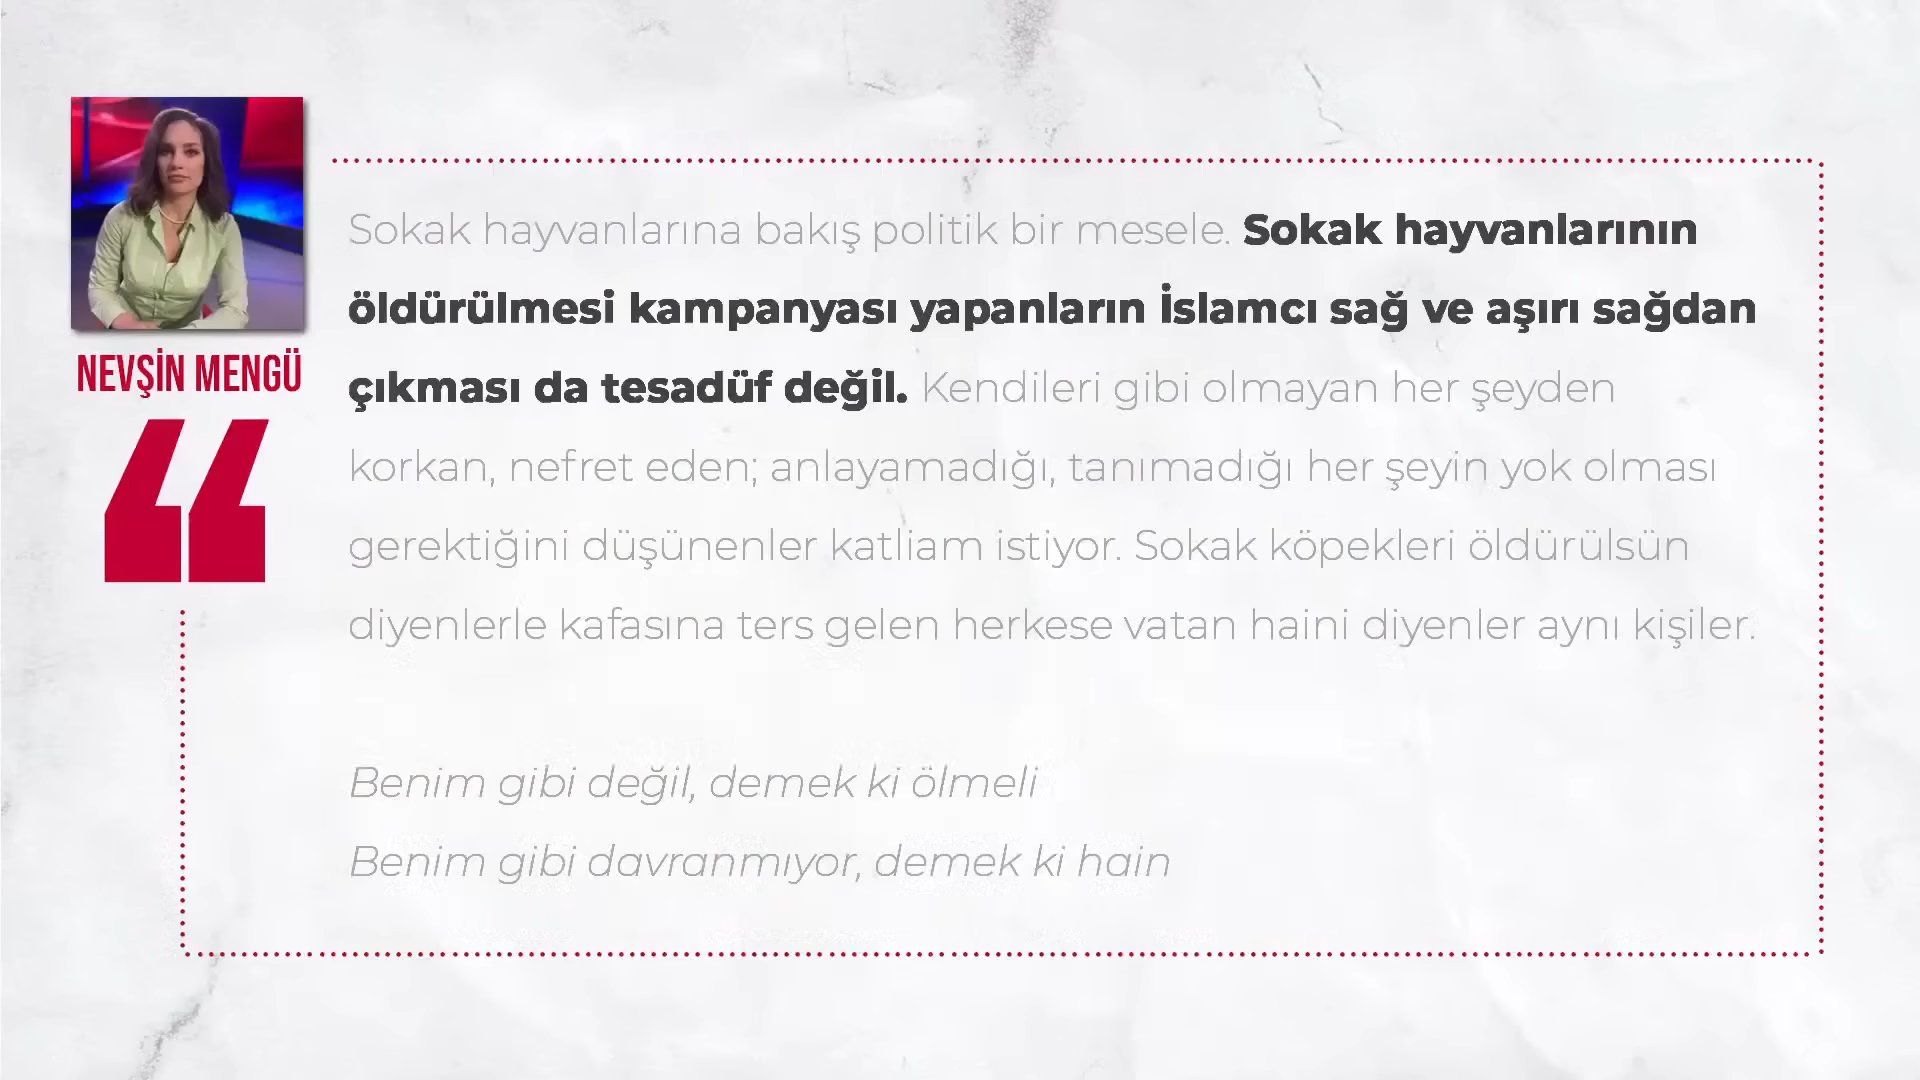 NEVŞİN MENGÜ
Sokak hayvanlarına bakış politik bir mesele. Sokak hayvanlarının
öldürülmesi kampanyası yapanların İslamcı sağ ve aşırı sağdan
çıkması da tesadüf değil. Kendileri gibi olmayan her şeyden
korkan, nefret eden; anlayamadığı, tanımadığı her şeyin yok olması
gerektiğini düşünenler katliam istiyor. Sokak köpekleri öldürülsün
diyenlerle kafasına ters gelen herkese vatan haini diyenler aynı kişiler.
Benim gibi değil, demek ki ölmeli
Benim gibi davranmıyor, demek ki hain